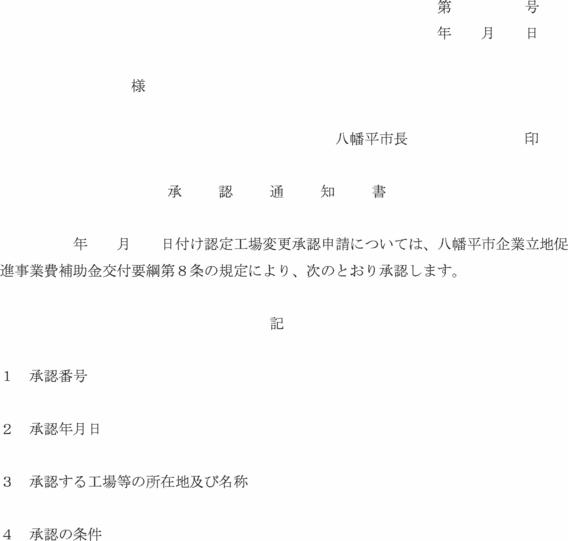 第　　　　　号
年　　月　　日
様
八幡平市長　　　　　　　　印
承　　認　　通　　知　　書
年　　月　　日付け認定工場変更承認申請については、八幡平市企業立地促
進事業費補助金交付要綱第８条の規定により、次のとおり承認します。
記
１　承認番号
２　承認年月日
３　承認する工場等の所在地及び名称
４　承認の条件